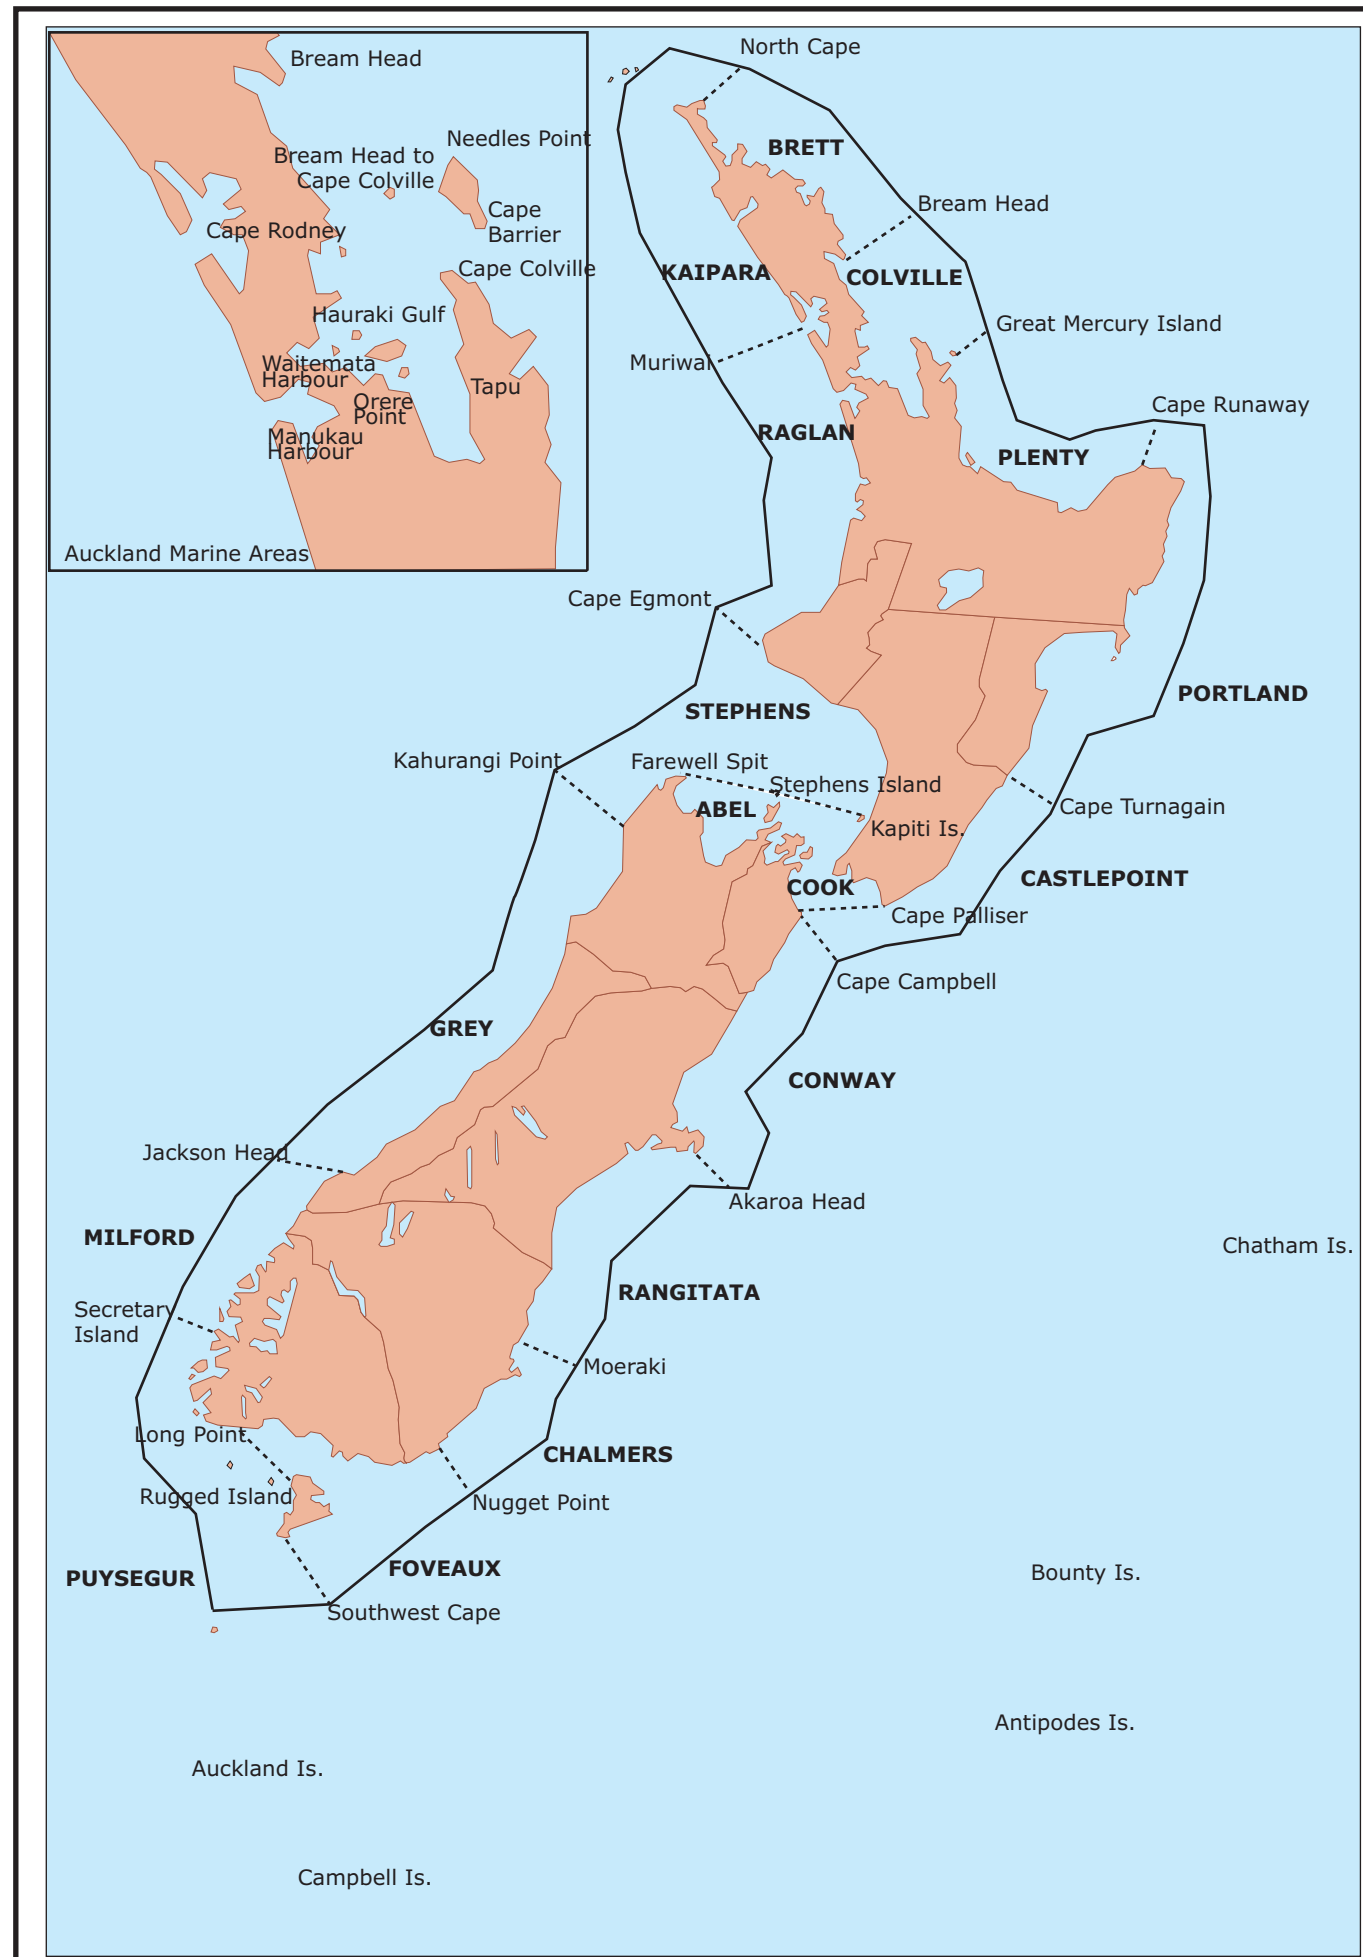 Bream Head
Needles Point
Bream Head to
Cape Colville
Cape
Barrier
Cape Rodney
Cape Colville
Hauraki Gulf
Waitemata
Harbour
Tapu
Orere
Point
Manukau
Harbour
Auckland Marine Areas
North Cape
BRETT
Bream Head
KAIPARA
COLVILLE
Great Mercury Island
Muriwai
Cape Runaway
RAGLAN
PLENTY
Cape Egmont
PORTLAND
STEPHENS
Kahurangi Point
Farewell Spit
Stephens Island
ABEL
Cape Turnagain
Kapiti Is.
CASTLEPOINT
COOK
Cape Palliser
Cape Campbell
GREY
CONWAY
Jackson Head
Akaroa Head
MILFORD
Chatham Is.
RANGITATA
Secretary
Island
Moeraki
Long Point
CHALMERS
Rugged Island
Nugget Point
FOVEAUX
Bounty Is.
PUYSEGUR
Southwest Cape
Antipodes Is.
Auckland Is.
Campbell Is.